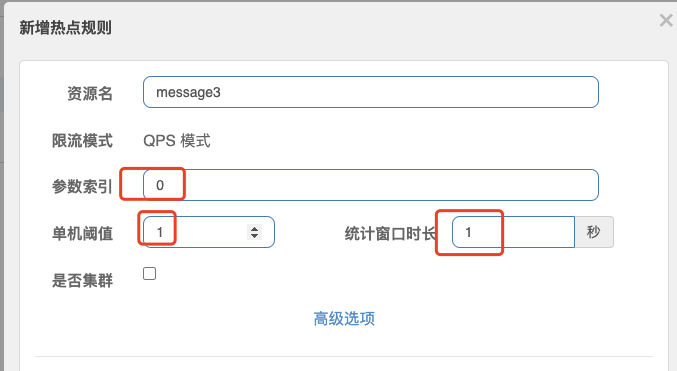 新增热点规则 ×
资源名 message3
限流模式 QPS 模式
参数索引 0
单机阈值 1 统计窗口时长 1 秒
是否集群
高级选项